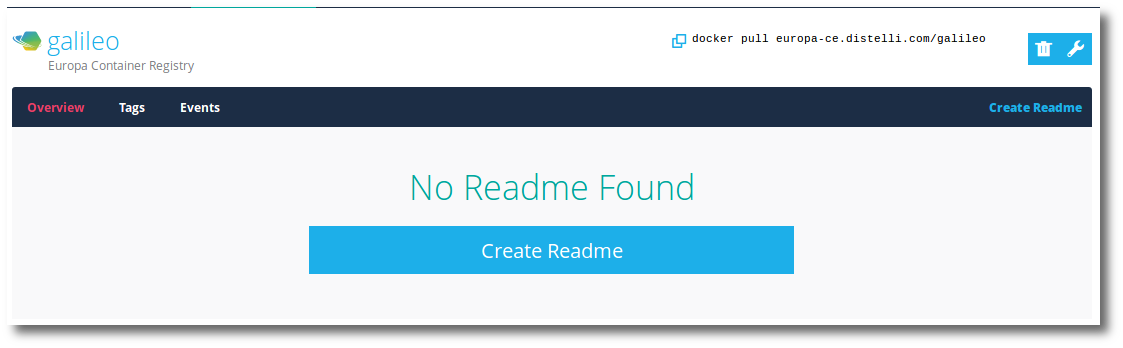 galileo
Europa Container Registry
docker pull europa-ce.distelli.com/galileo
Overview Tags Events Create Readme
No Readme Found
Create Readme